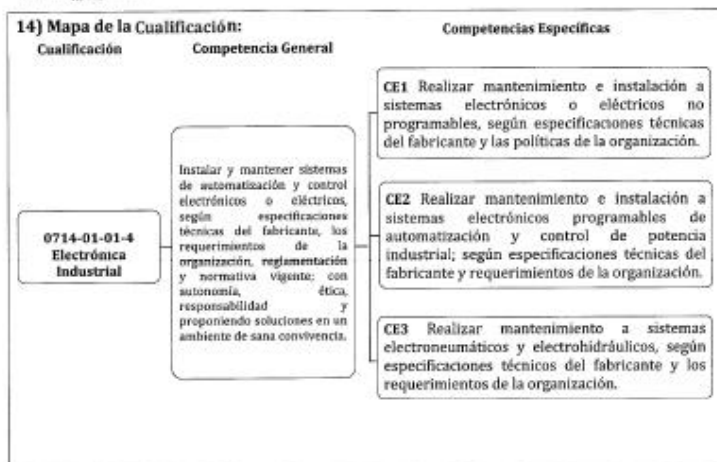 14) Mapa de la Cualificación:
Cualificación
Competencia General
Competencias Específicas
0714-01-01-4
Electrónica
Industrial
Instalar y mantener sistemas
de automatización y control
electrónicos o eléctricos,
según especificaciones
técnicas del fabricante, los
requerimientos de la
organización, reglamentación
y normativa vigente; con
autonomía, ética,
responsabilidad y
proponiendo soluciones en un
ambiente de sana convivencia.
CE1 Realizar mantenimiento e instalación a
sistemas electrónicos o eléctricos no
programables, según especificaciones técnicas
del fabricante y las políticas de la organización.
CE2 Realizar mantenimiento e instalación a
sistemas electrónicos programables de
automatización y control de potencia
industrial; según especificaciones técnicas del
fabricante y requerimientos de la organización.
CE3 Realizar mantenimiento a sistemas
electroneumáticos y electrohidráulicos, según
especificaciones técnicos del fabricante y los
requerimientos de la organización.